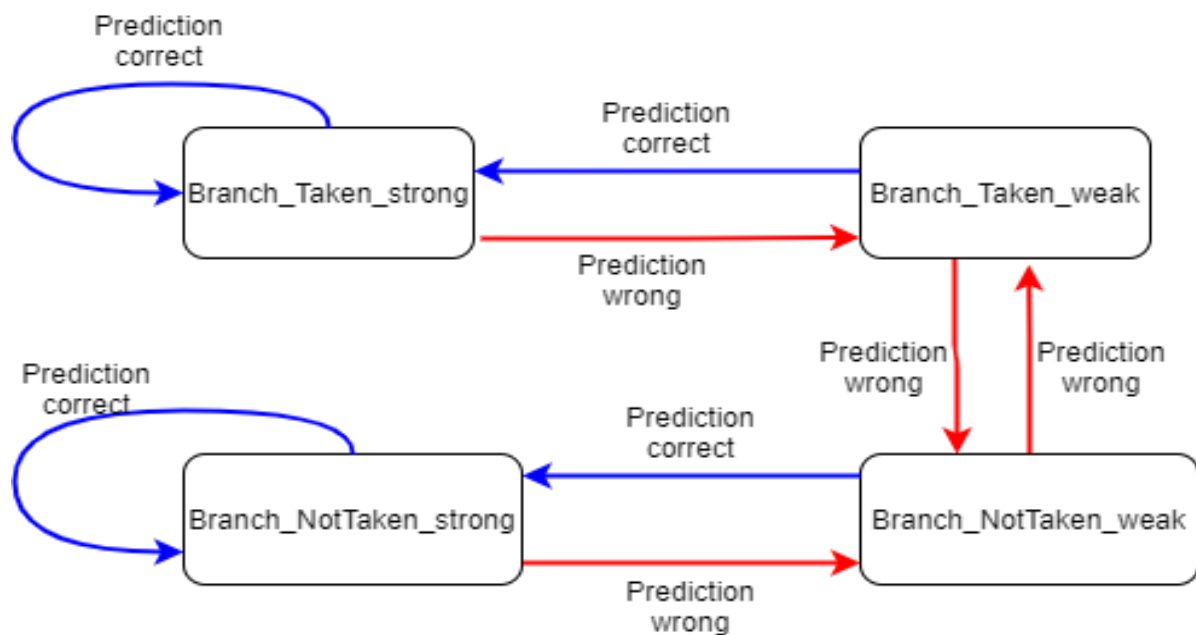 Prediction
correct
Prediction
correct
Branch_Taken_strong
Branch_Taken_weak
Prediction
wrong
Prediction
wrong
Prediction
wrong
Prediction
correct
Prediction
correct
Branch_NotTaken_strong
Branch_NotTaken_weak
Prediction
wrong